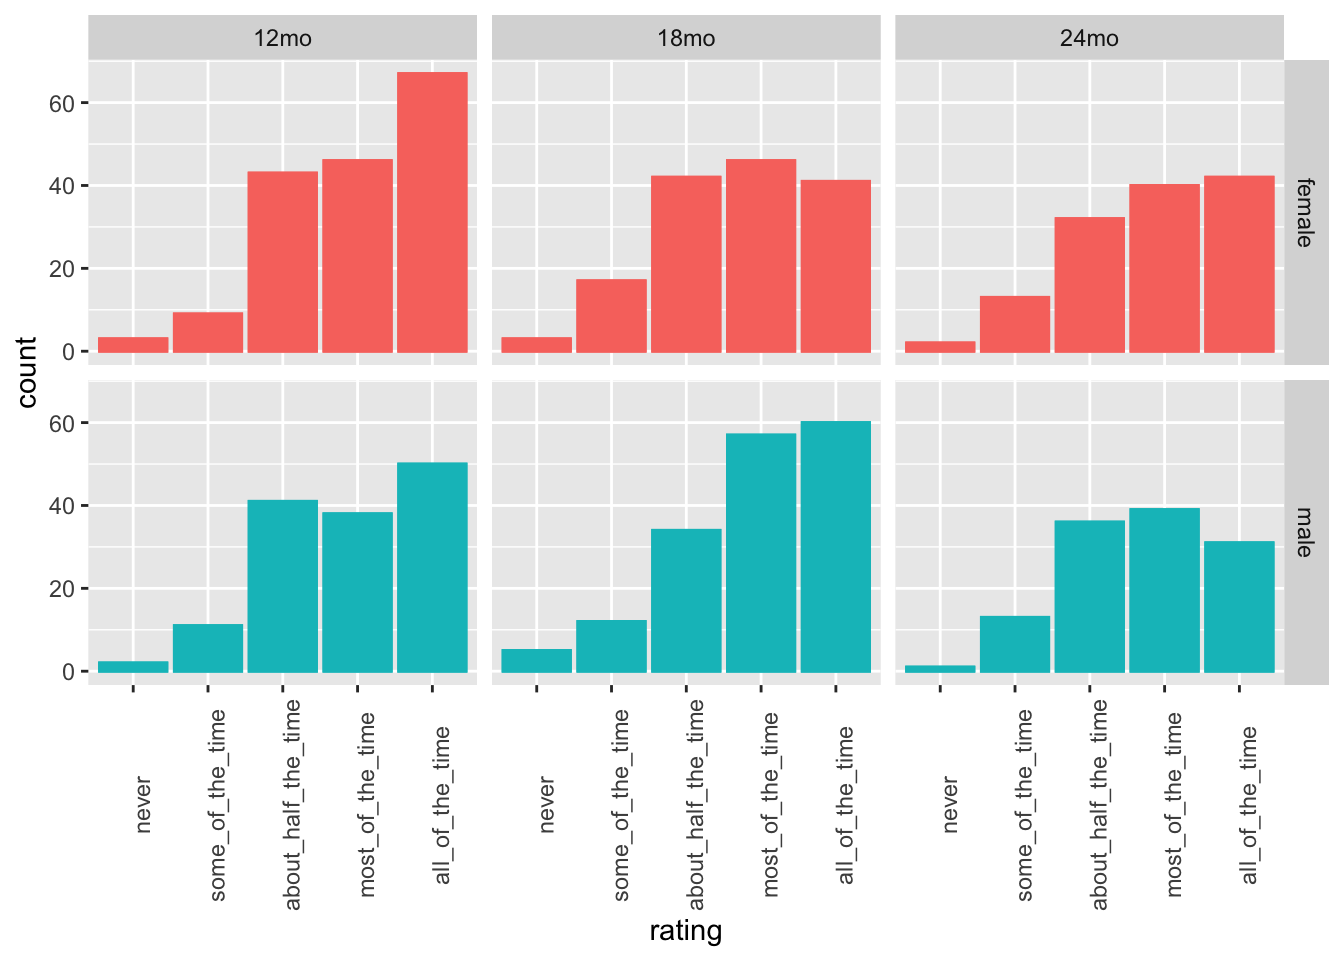 12mo 18mo 24mo
60
40
20
0
female
count
60
40
20
0
male
never some_of_the_time about_half_the_time most_of_the_time all_of_the_time never some_of_the_time about_half_the_time most_of_the_time all_of_the_time never some_of_the_time about_half_the_time most_of_the_time all_of_the_time
rating